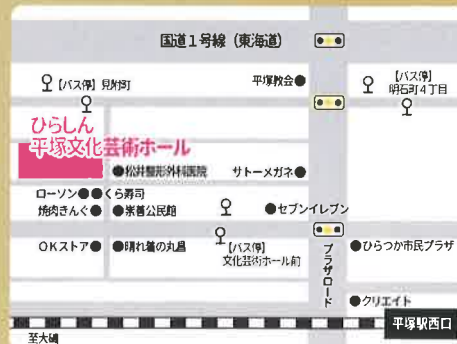 国道1号線(東海道)
【バス停】見附町
平塚教会
【バス停】
明石町4丁目
ひらしん
平塚文化芸術ホール
松井整形外科医院
サトーメガネ
ローソン
くら寿司
焼肉きんぐ
崇善公民館
セブンイレブン
OKストア
晴れ着の丸昌
【バス停】
文化芸術ホール前
プラザロード
ひらつか市民プラザ
クリエイト
平塚駅西口
至大磯